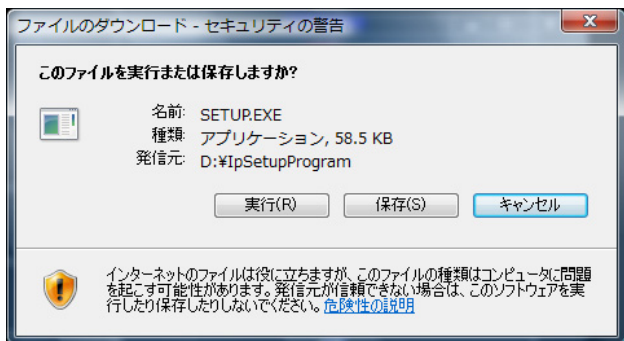 ファイルのダウンロード - セキュリティの警告
このファイルを実行または保存しますか?
名前: SETUP.EXE
種類: アプリケーション, 58.5 KB
発信元: D:¥IpSetupProgram
実行(R) 保存(S) キャンセル
インターネットのファイルは役に立ちますが、このファイルの種類はコンピュータに問題
を起こす可能性があります。発信元が信頼できない場合は、このソフトウェアを実
行したり保存したりしないでください。危険性の説明